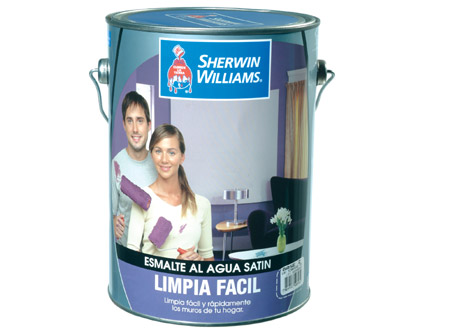 SHERWIN
WILLIAMS.
ESMALTE AL AGUA SATIN
LIMPIA FACIL
Limpia fácil y rápidamente
los muros de tu hogar.